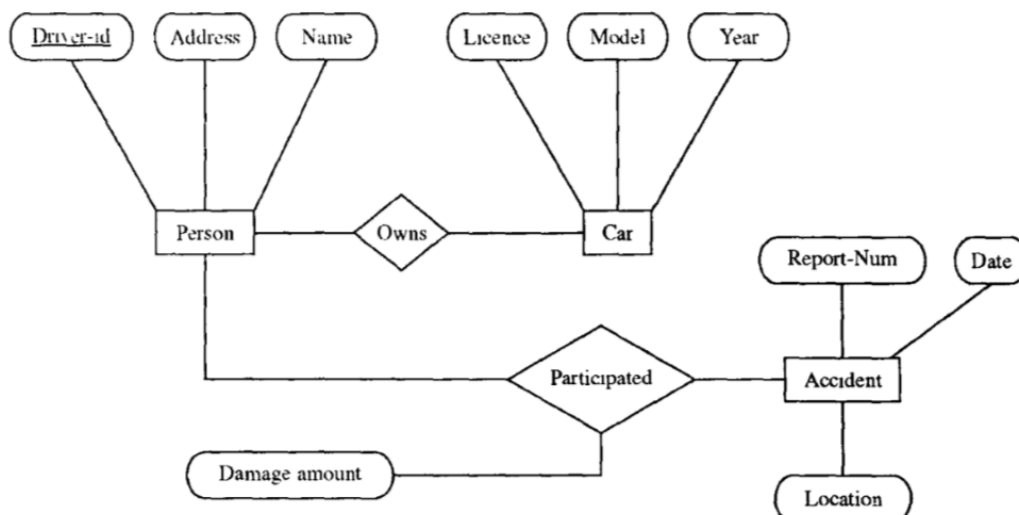 Driver-id Address Name Licence Model Year
Person Owns Car
Report-Num Date
Participated Accident
Damage amount
Location